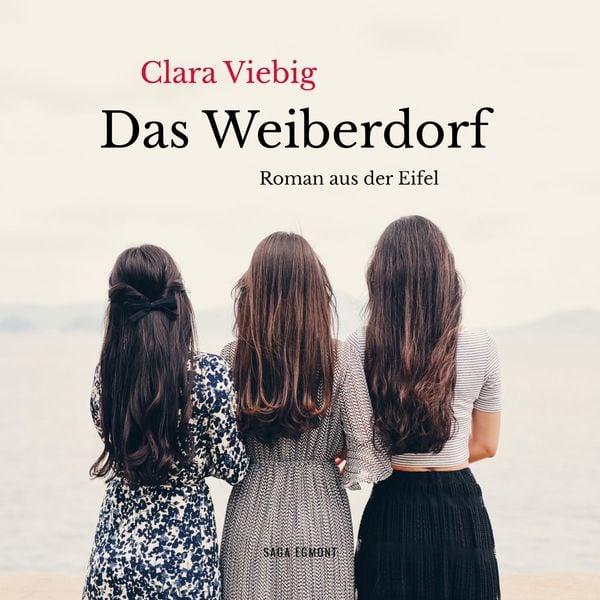 Clara Viebig
Das Weiberdorf
Roman aus der Eifel
SAGA EGMONT